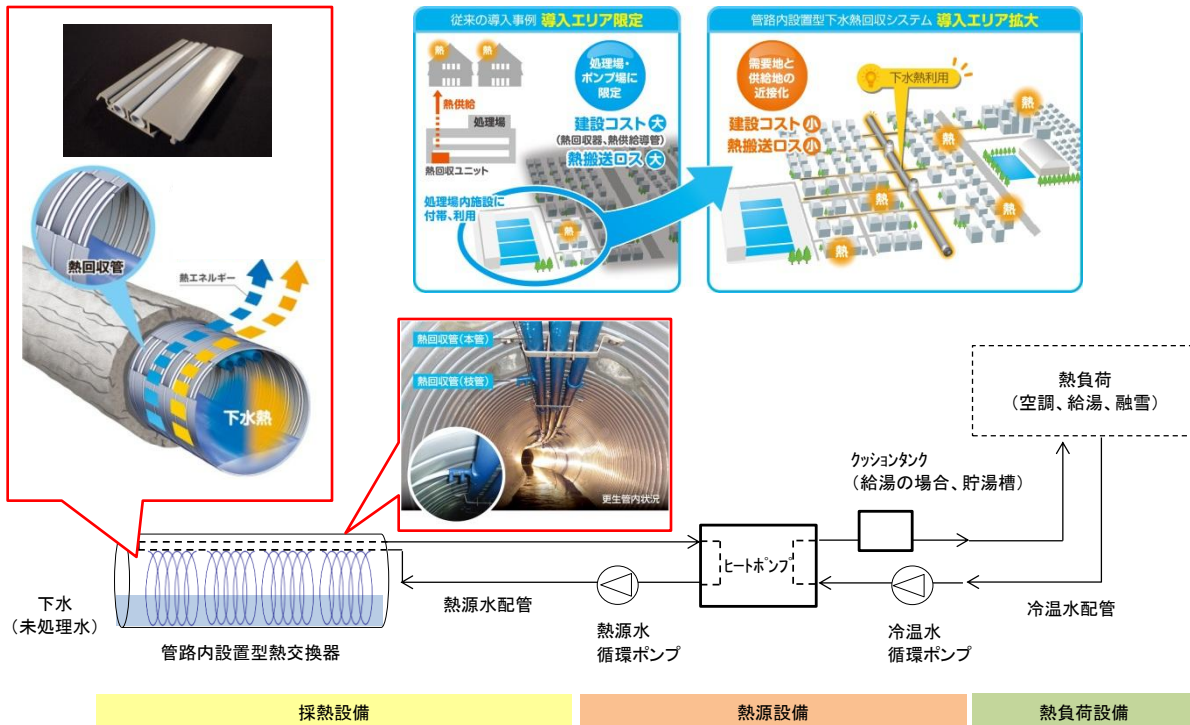 従来の導入事例 導入エリア限定
熱
熱
処理場・
ポンプ場に
限定
熱供給
処理場
熱回収ユニット
建設コスト 大
(熱回収器、熱供給導管)
熱搬送ロス 大
処理場内施設に
付帯、利用
熱
管路内設置型下水熱回収システム 導入エリア拡大
需要地と
供給地の
近接化
下水熱利用
建設コスト 小
熱搬送ロス 小
熱
熱
熱
熱
熱
熱回収管
熱エネルギー
下水熱
熱回収管(本管)
熱回収管(枝管)
更生管内状況
熱負荷
(空調、給湯、融雪)
クッションタンク
(給湯の場合、貯湯槽)
ヒートポンプ
下水
(未処理水)
熱源水配管
冷温水配管
管路内設置型熱交換器
熱源水
循環ポンプ
冷温水
循環ポンプ
採熱設備
熱源設備
熱負荷設備